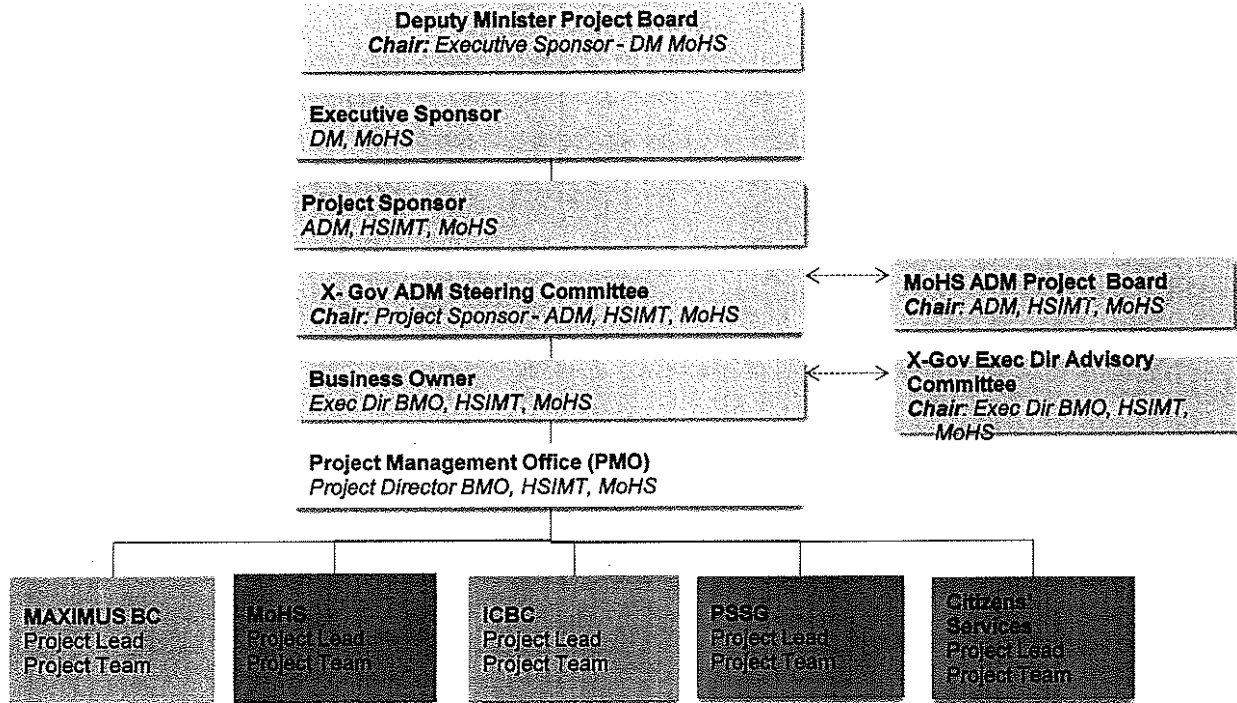 Deputy Minister Project Board
Chair: Executive Sponsor - DM MoHS
Executive Sponsor
DM, MoHS
Project Sponsor
ADM, HSIMT, MoHS
X- Gov ADM Steering Committee
Chair: Project Sponsor - ADM, HSIMT, MoHS
MoHS ADM Project Board
Chair: ADM, HSIMT, MoHS
Business Owner
Exec Dir BMO, HSIMT, MoHS
X-Gov Exec Dir Advisory
Committee
Chair: Exec Dir BMO, HSIMT,
MoHS
Project Management Office (PMO)
Project Director BMO, HSIMT, MoHS
MAXIMUS BC
Project Lead
Project Team
MoHS
Project Lead
Project Team
ICBC
Project Lead
Project Team
PSSG
Project Lead
Project Team
Citizens'
Services
Project Lead
Project Team